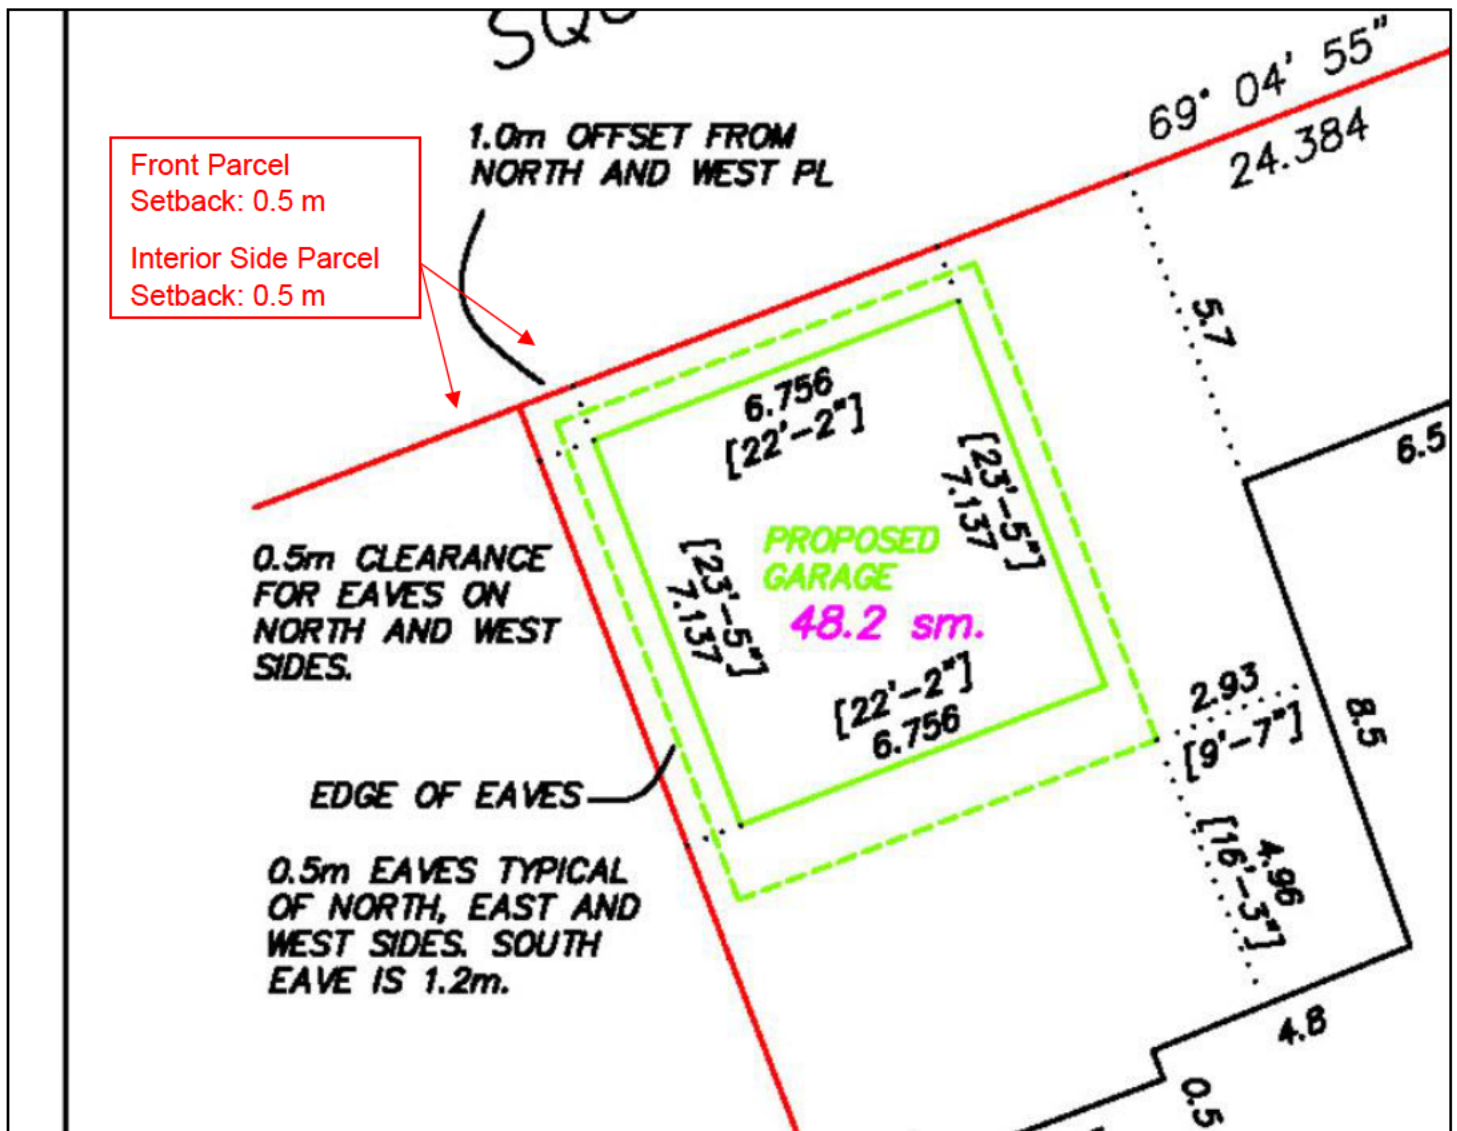 SQU
69° 04' 55"
24.384
1.0m OFFSET FROM
NORTH AND WEST PL
Front Parcel
Setback: 0.5 m
Interior Side Parcel
Setback: 0.5 m
5.7
6.756
[22'-2"]
6.5
[23'-5"]
7.137
0.5m CLEARANCE
FOR EAVES ON
NORTH AND WEST
SIDES.
PROPOSED
GARAGE
48.2 sm.
[23'-5"]
7.137
[22'-2"]
6.756
2.93
[9'-7"]
8.5
EDGE OF EAVES
4.96
[16'-3"]
0.5m EAVES TYPICAL
OF NORTH, EAST AND
WEST SIDES. SOUTH
EAVE IS 1.2m.
4.8
0.5